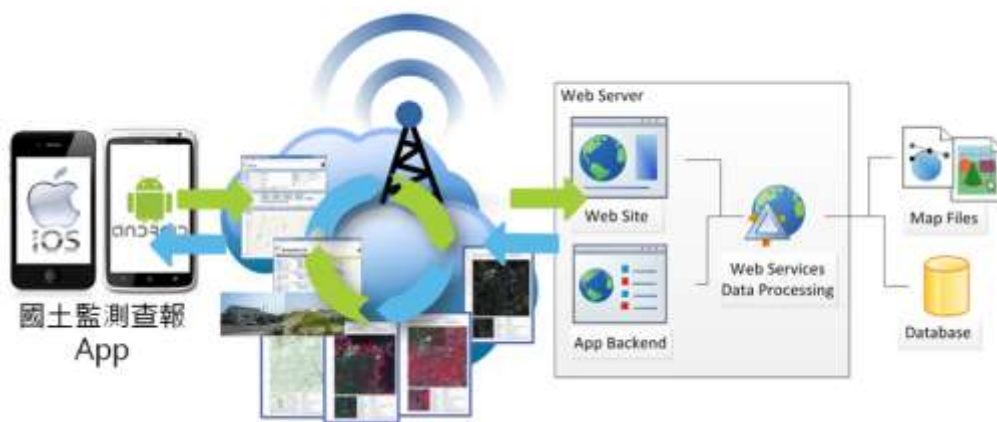 iOS
ANDROID
國土監測查報
App
Web Server
Web Site
App Backend
Web Services
Data Processing
Map Files
Database